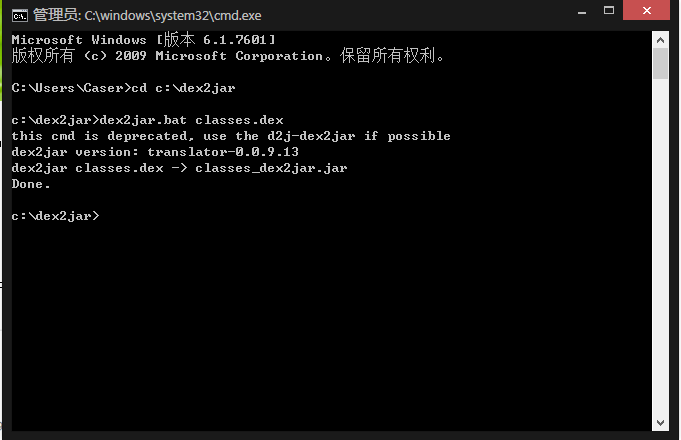 管理员: C:\windows\system32\cmd.exe
Microsoft Windows [版本 6.1.7601]
版权所有 (c) 2009 Microsoft Corporation。保留所有权利。
C:\Users\Caser>cd c:\dex2jar
c:\dex2jar>dex2jar.bat classes.dex
this cmd is deprecated, use the d2j-dex2jar if possible
dex2jar version: translator-0.0.9.13
dex2jar classes.dex -> classes_dex2jar.jar
Done.
c:\dex2jar>